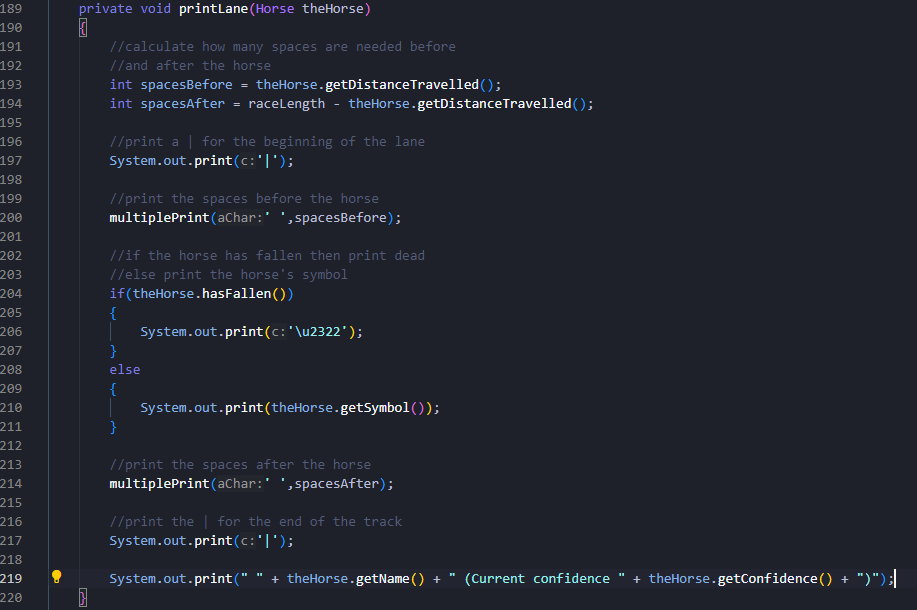 189 private void printLane(Horse theHorse)
190 {
191 //calculate how many spaces are needed before
192 //and after the horse
193 int spacesBefore = theHorse.getDistanceTravelled();
194 int spacesAfter = raceLength - theHorse.getDistanceTravelled();
195
196 //print a | for the beginning of the lane
197 System.out.print(c:'|');
198
199 //print the spaces before the horse
200 multiplePrint(aChar:' ',spacesBefore);
201
202 //if the horse has fallen then print dead
203 //else print the horse's symbol
204 if(theHorse.hasFallen())
205 {
206 System.out.print(c:'\u2322');
207 }
208 else
209 {
210 System.out.print(theHorse.getSymbol());
211 }
212
213 //print the spaces after the horse
214 multiplePrint(aChar:' ',spacesAfter);
215
216 //print the | for the end of the track
217 System.out.print(c:'|');
218
219 System.out.print(" " + theHorse.getName() + " (Current confidence " + theHorse.getConfidence() + ")");
220 }